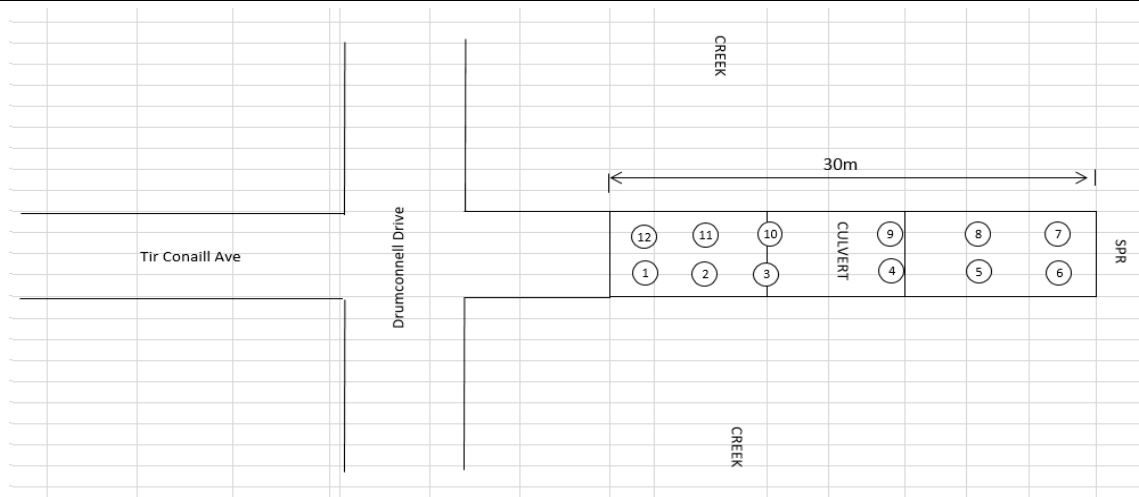 CREEK
30m
12
11
10
9
8
7
Tir Conaill Ave
Drumconnell Drive
CULVERT
SPR
1
2
3
4
5
6
CREEK